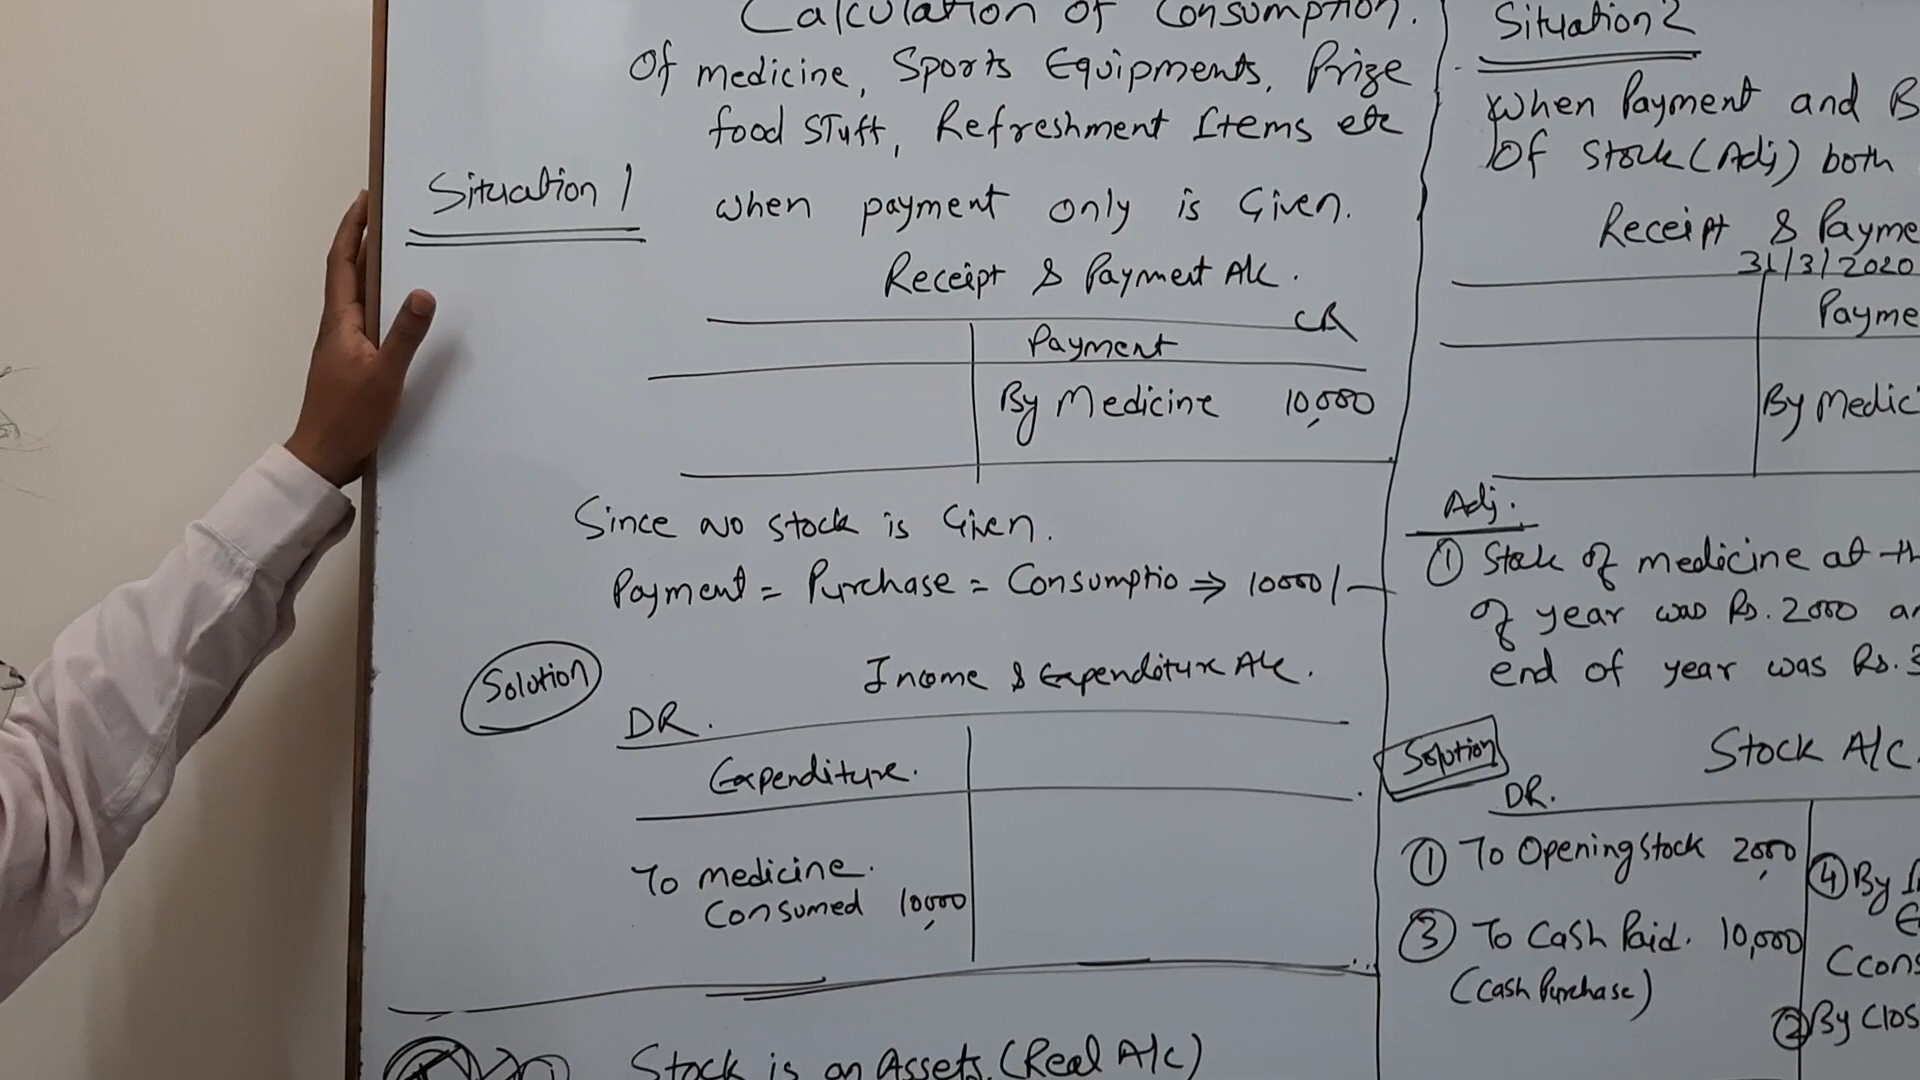 Calculation of Consumption.
Of medicine, Sports Equipments, Prize
food Stuff, Refreshment Items etc
Situation 1
when payment only is Given.
Receipt & Payment A/c.
CR
Payment
By Medicine 10,000
Since no stock is Given.
Payment = Purchase = Consumptio ⇒ 10000/-
Solution
Income & Expenditure A/c.
DR.
Expenditure.
To medicine.
Consumed 10,000
Stock is an Assets. (Real A/c)
Situation 2
When Payment and B
Of Stock (Adj) both
Receipt & Payme
31/3/2020
Payme
By Medic
Adj.
① Stock of medicine at th
of year was Rs. 2000 an
end of year was Rs. 3
Solution
Stock A/c.
DR.
① To Opening Stock 2,000
③ To Cash Paid. 10,000
(Cash Purchase)
④ By I
E
(Cons
② By Clos